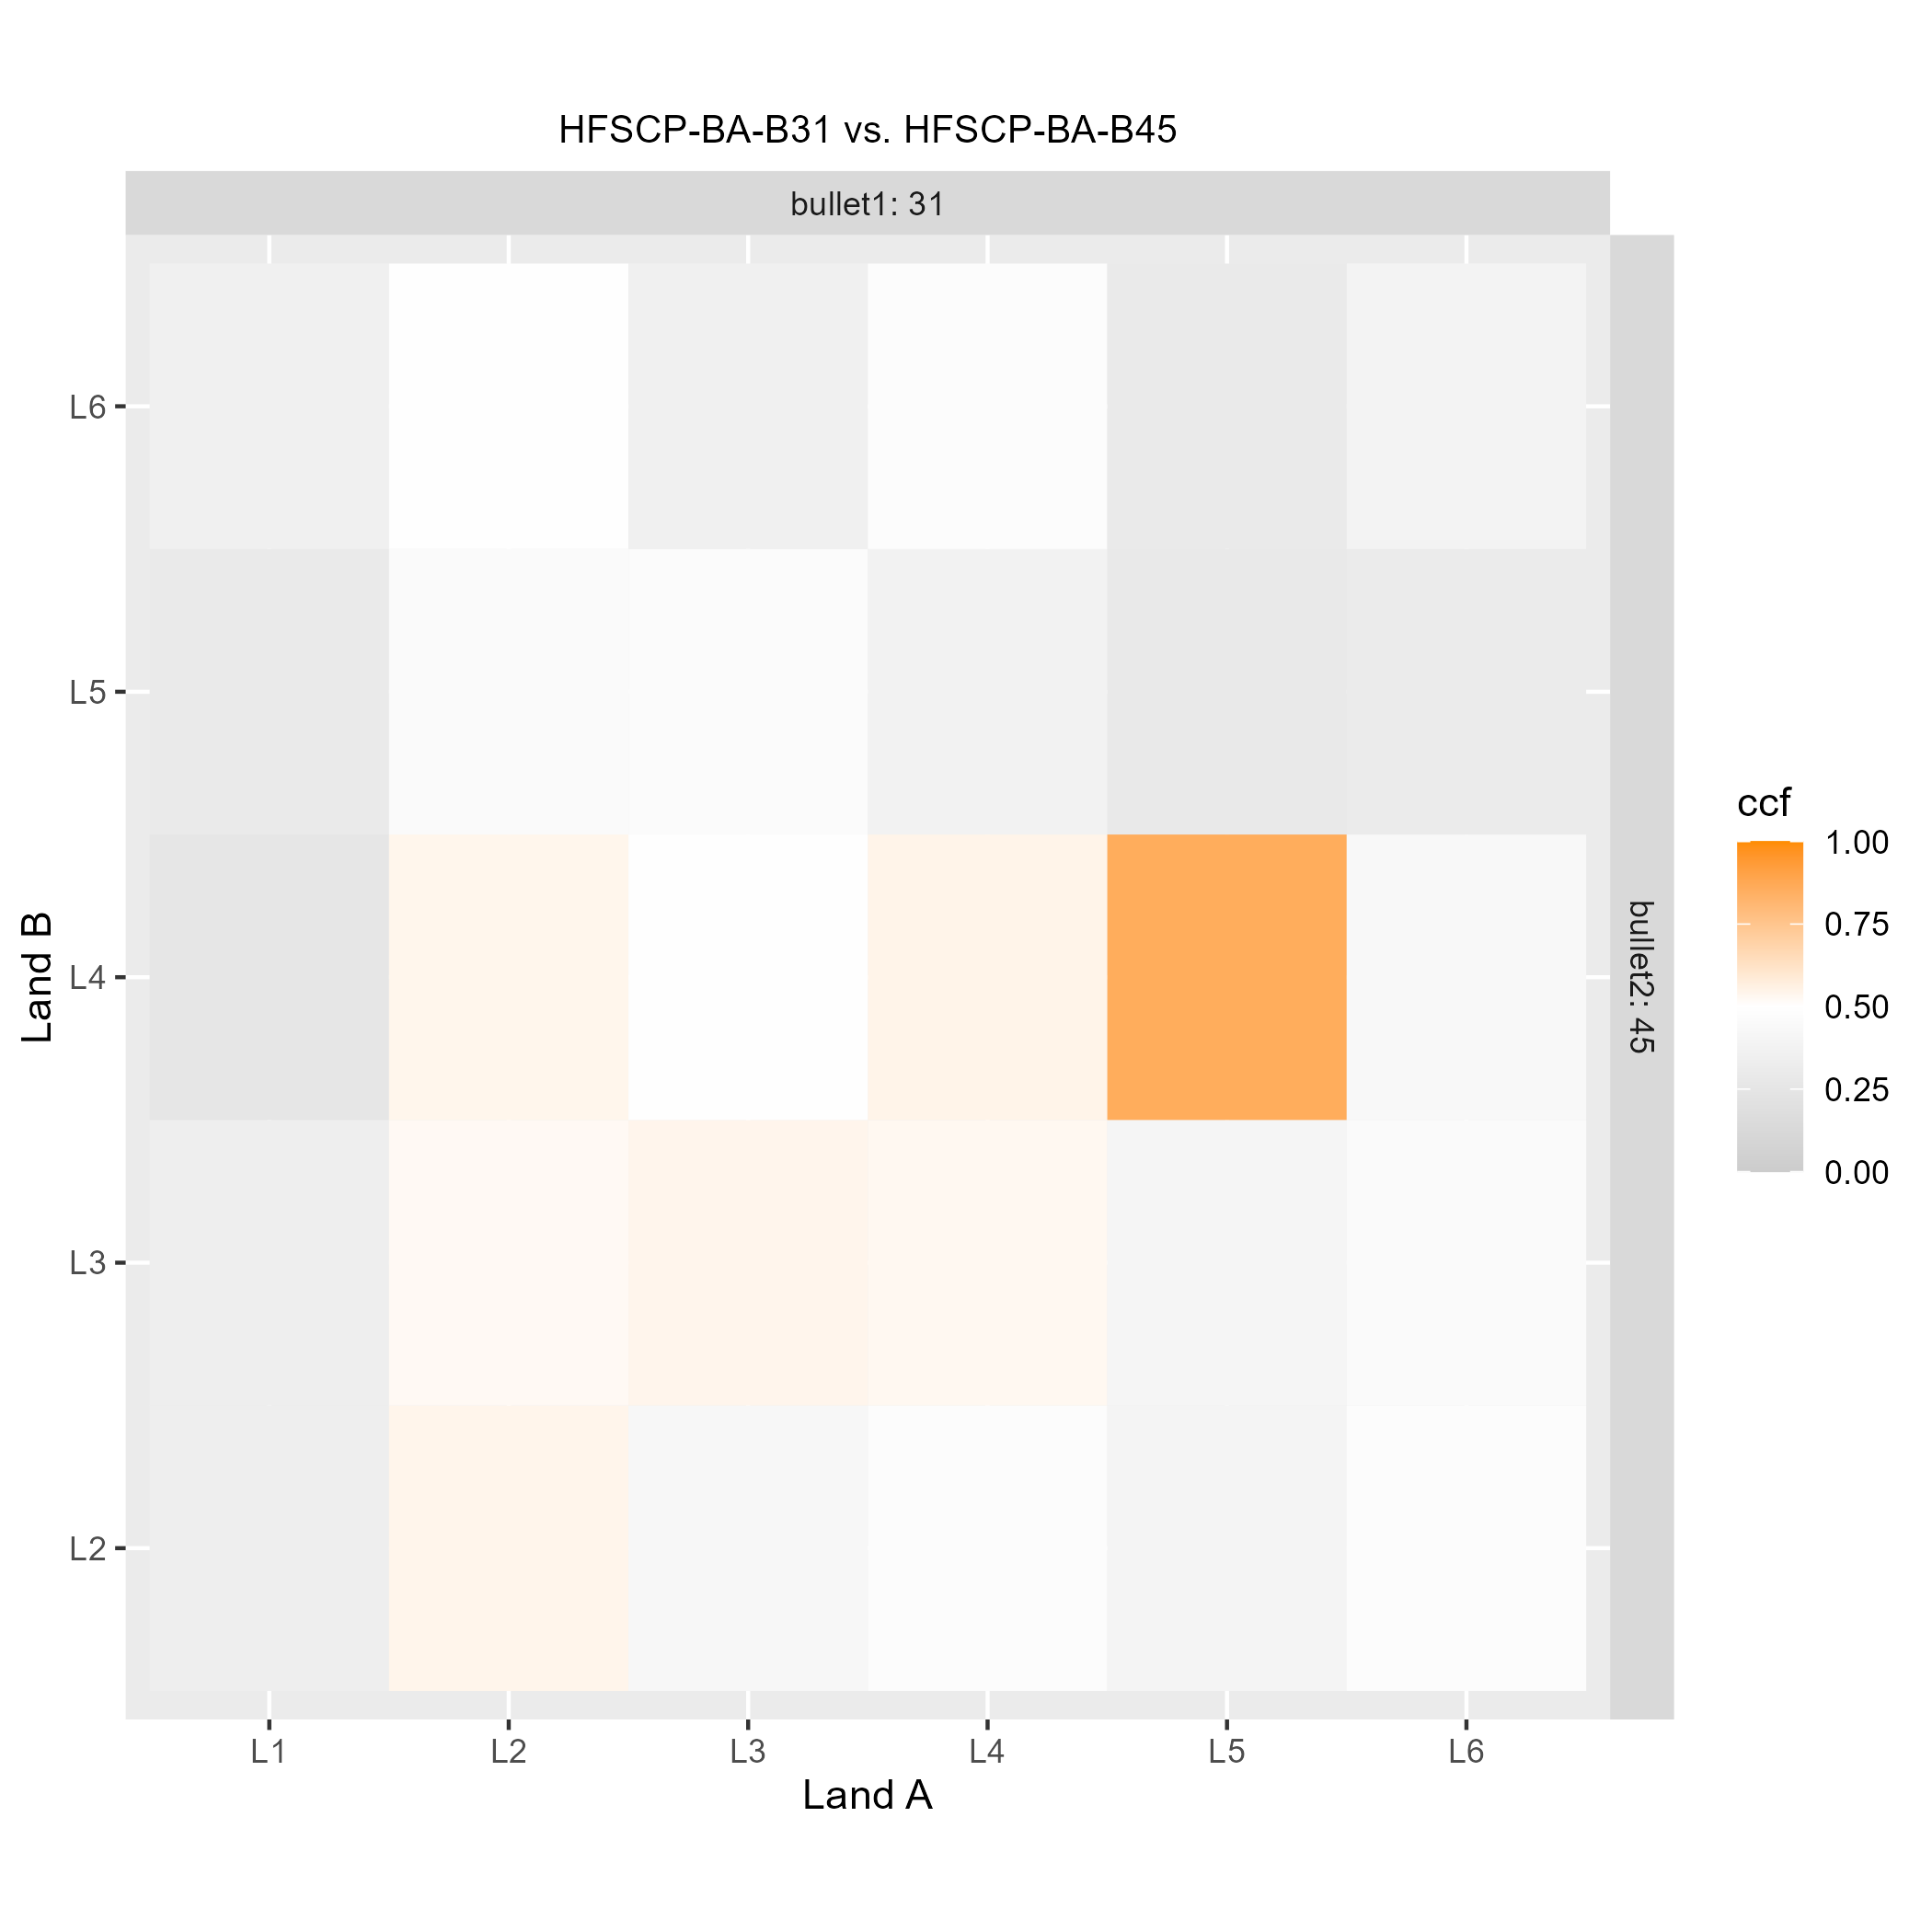 HFSCP-BA-B31 vs. HFSCP-BA-B45
bullet1: 31
L6
L5
L4
L3
L2
Land B
L1
L2
L3
L4
L5
L6
Land A
bullet2: 45
ccf
1.00
0.75
0.50
0.25
0.00